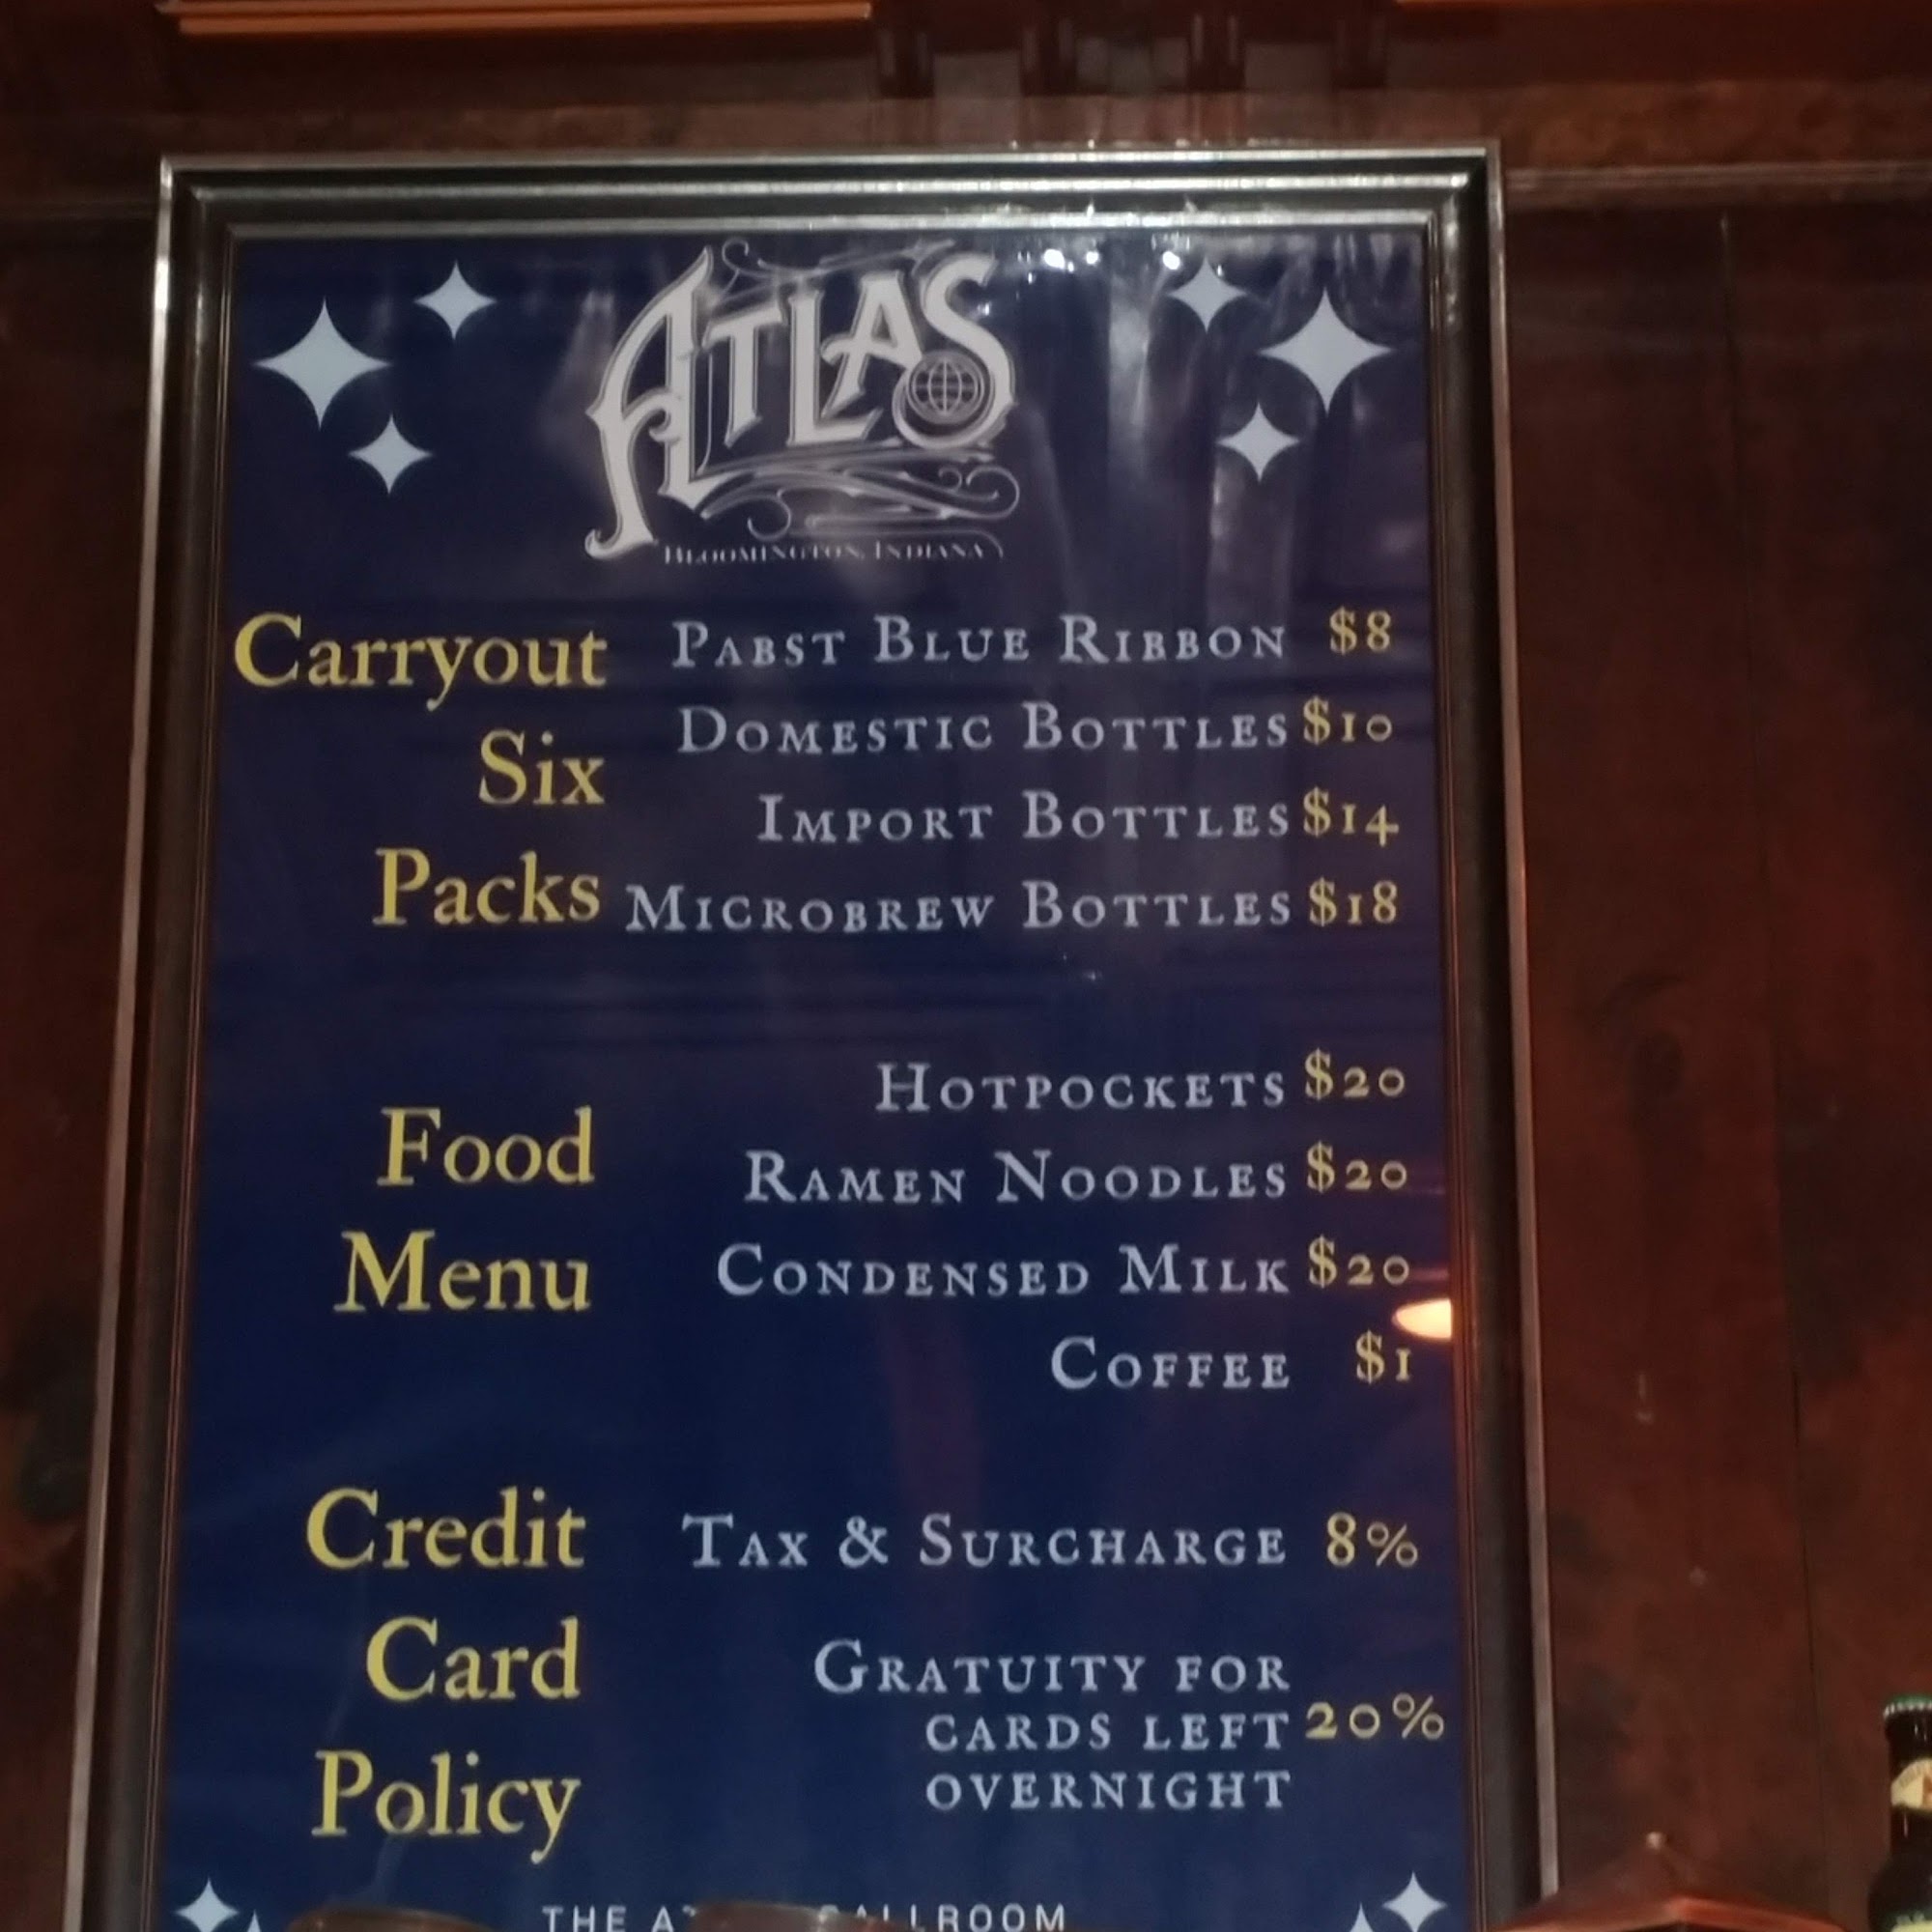 ATLAS
BLOOMINGTON, INDIANA
Carryout
Six
Packs
PABST BLUE RIBBON $8
DOMESTIC BOTTLES $10
IMPORT BOTTLES $14
MICROBREW BOTTLES $18
Food
Menu
HOTPOCKETS $20
RAMEN NOODLES $20
CONDENSED MILK $20
COFFEE $1
Credit
Card
Policy
TAX & SURCHARGE 8%
GRATUITY FOR
CARDS LEFT 20%
OVERNIGHT
THE